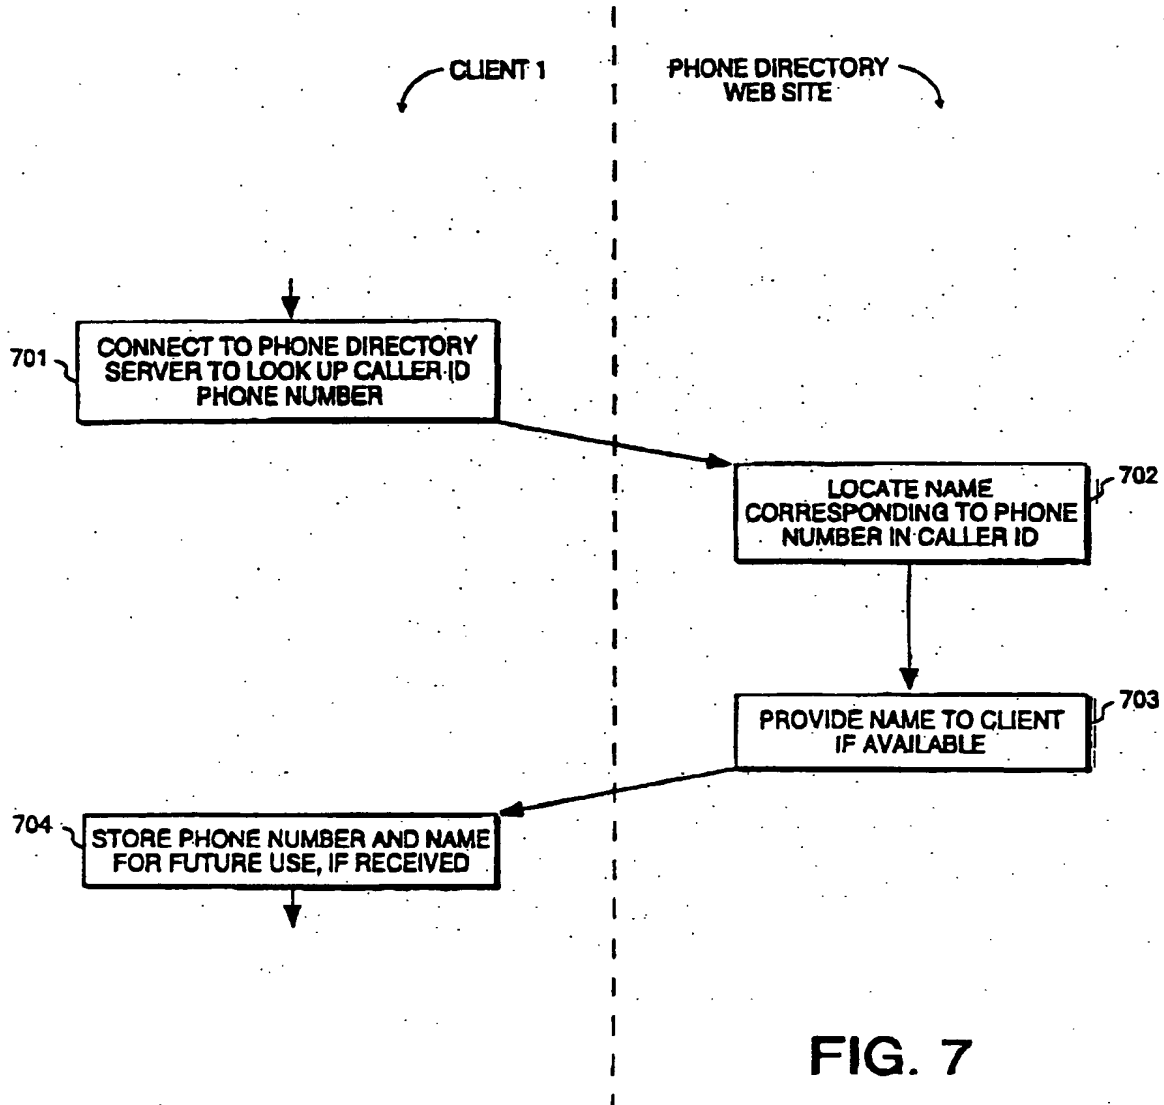 CLIENT 1
PHONE DIRECTORY
WEB SITE
701
CONNECT TO PHONE DIRECTORY
SERVER TO LOOK UP CALLER ID
PHONE NUMBER
702
LOCATE NAME
CORRESPONDING TO PHONE
NUMBER IN CALLER ID
703
PROVIDE NAME TO CLIENT
IF AVAILABLE
704
STORE PHONE NUMBER AND NAME
FOR FUTURE USE, IF RECEIVED
FIG. 7